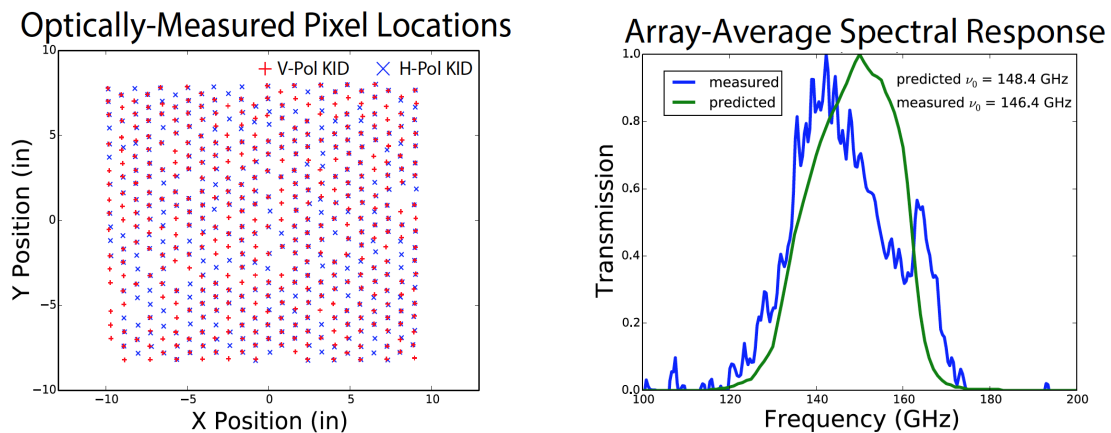 Optically-Measured Pixel Locations
V-Pol KID
H-Pol KID
10
5
0
−5
−10
−10
−5
0
5
10
Y Position (in)
X Position (in)
Array-Average Spectral Response
measured
predicted
predicted ν₀ = 148.4 GHz
measured ν₀ = 146.4 GHz
1.0
0.8
0.6
0.4
0.2
0.0
100
120
140
160
180
200
Transmission
Frequency (GHz)